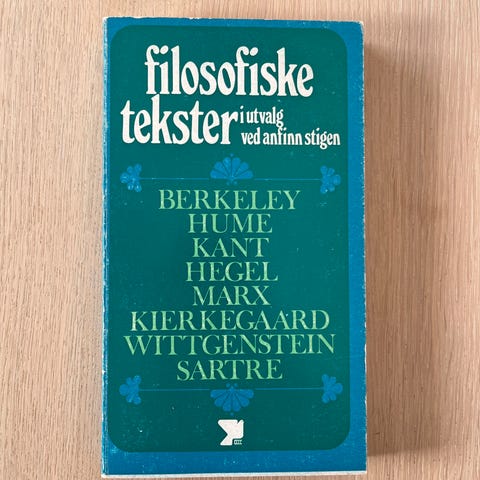 filosofiske
tekster i utvalg
ved anfinn stigen
BERKELEY
HUME
KANT
HEGEL
MARX
KIERKEGAARD
WITTGENSTEIN
SARTRE